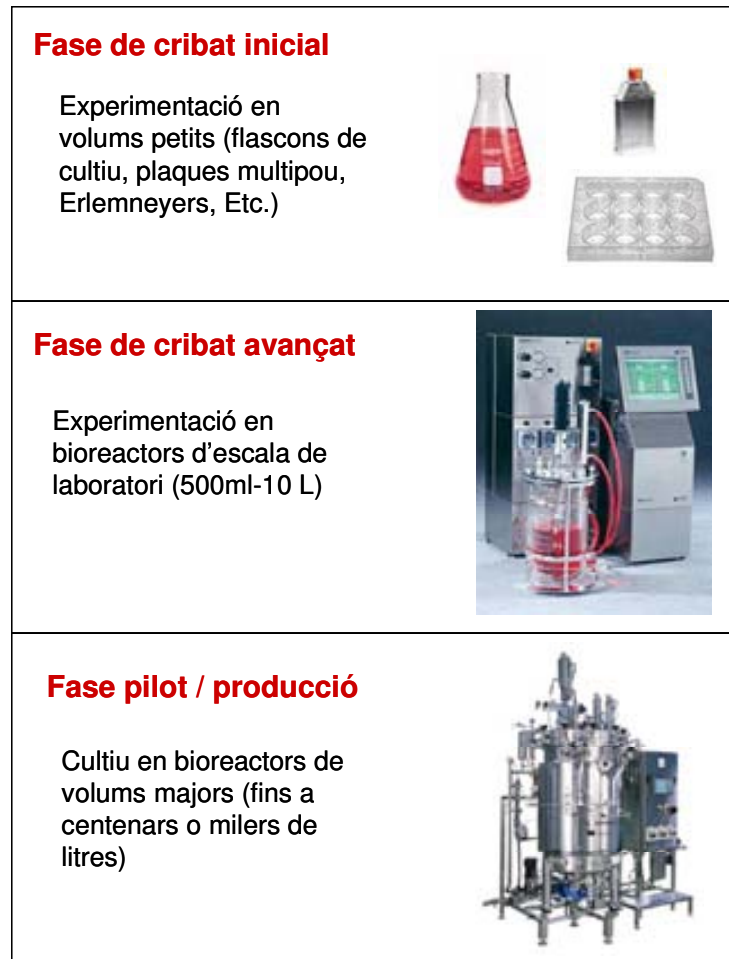 Fase de cribat inicial
Experimentació en
volums petits (flascons de
cultiu, plaques multipou,
Erlemneyers, Etc.)
Fase de cribat avançat
Experimentació en
bioreactors d'escala de
laboratori (500ml-10 L)
Fase pilot / producció
Cultiu en bioreactors de
volums majors (fins a
centenars o milers de
litres)